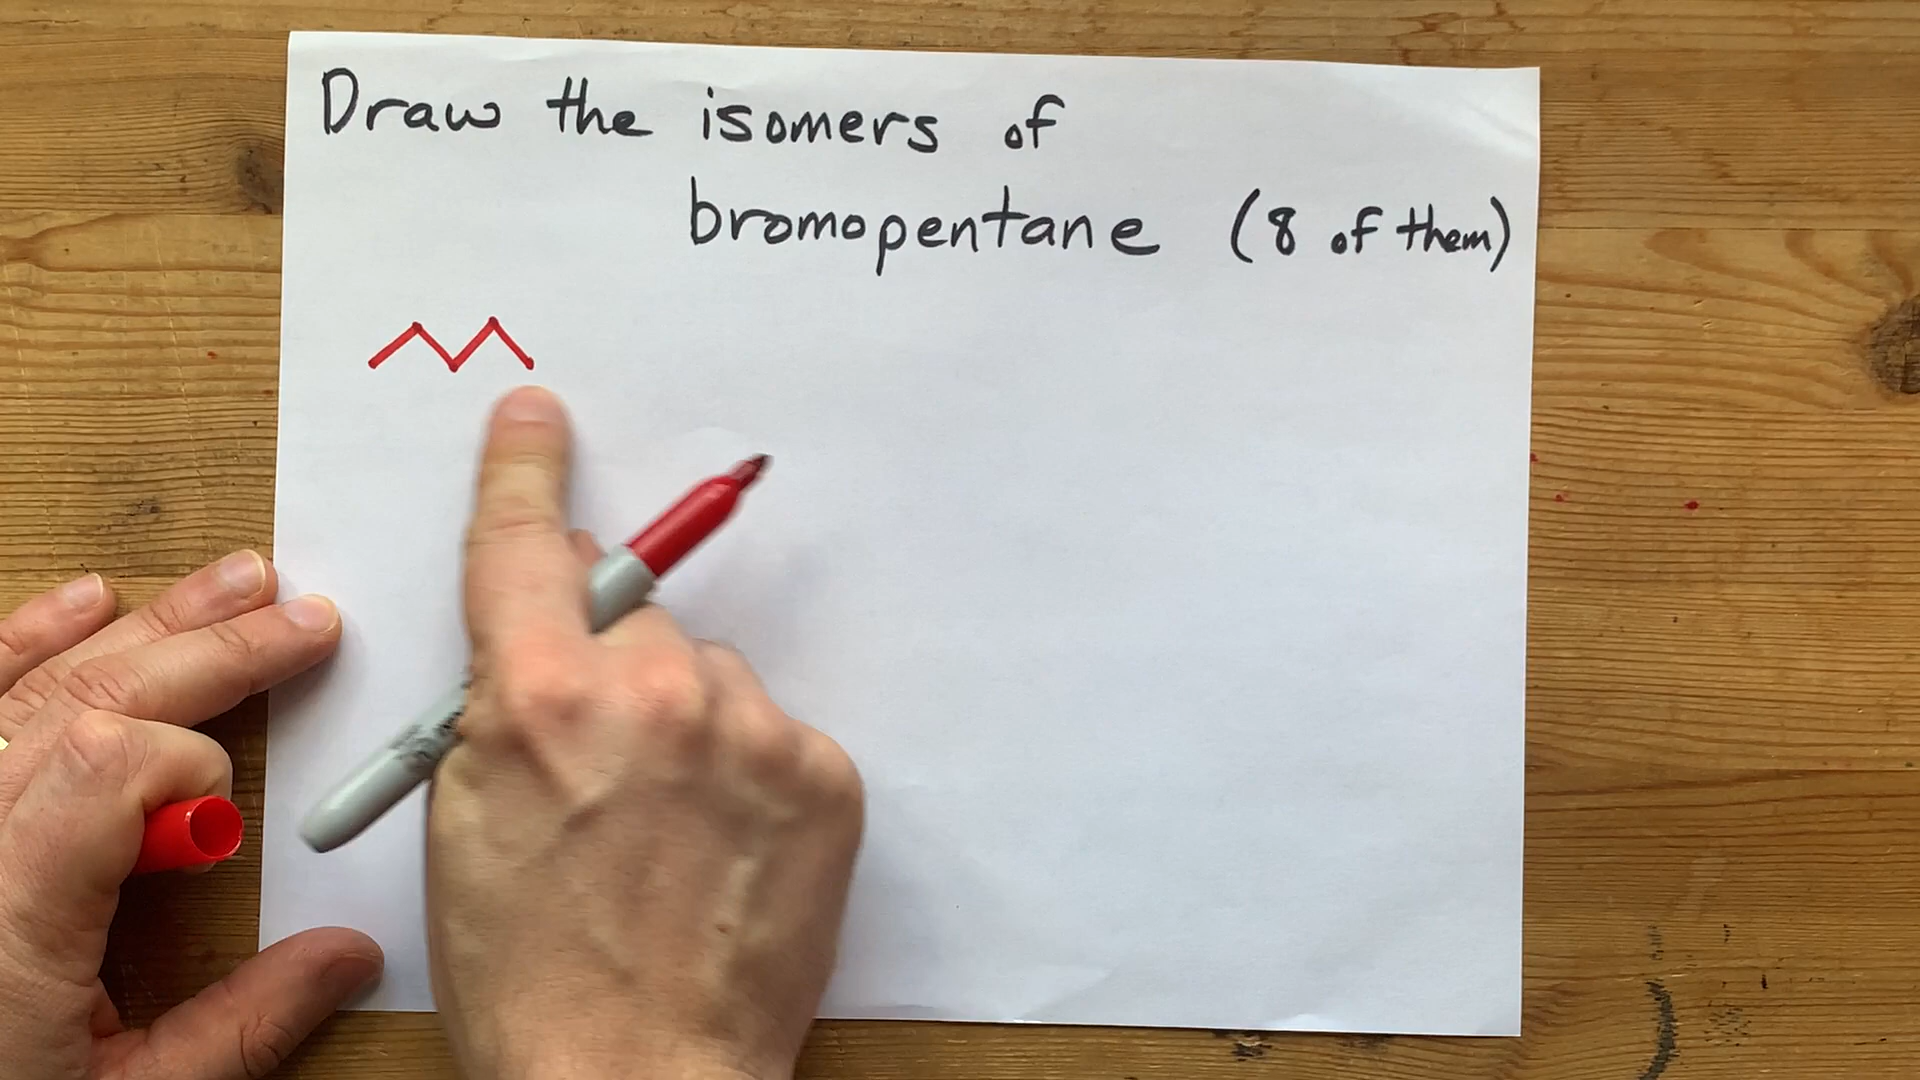 Draw the isomers of
bromopentane (8 of them)